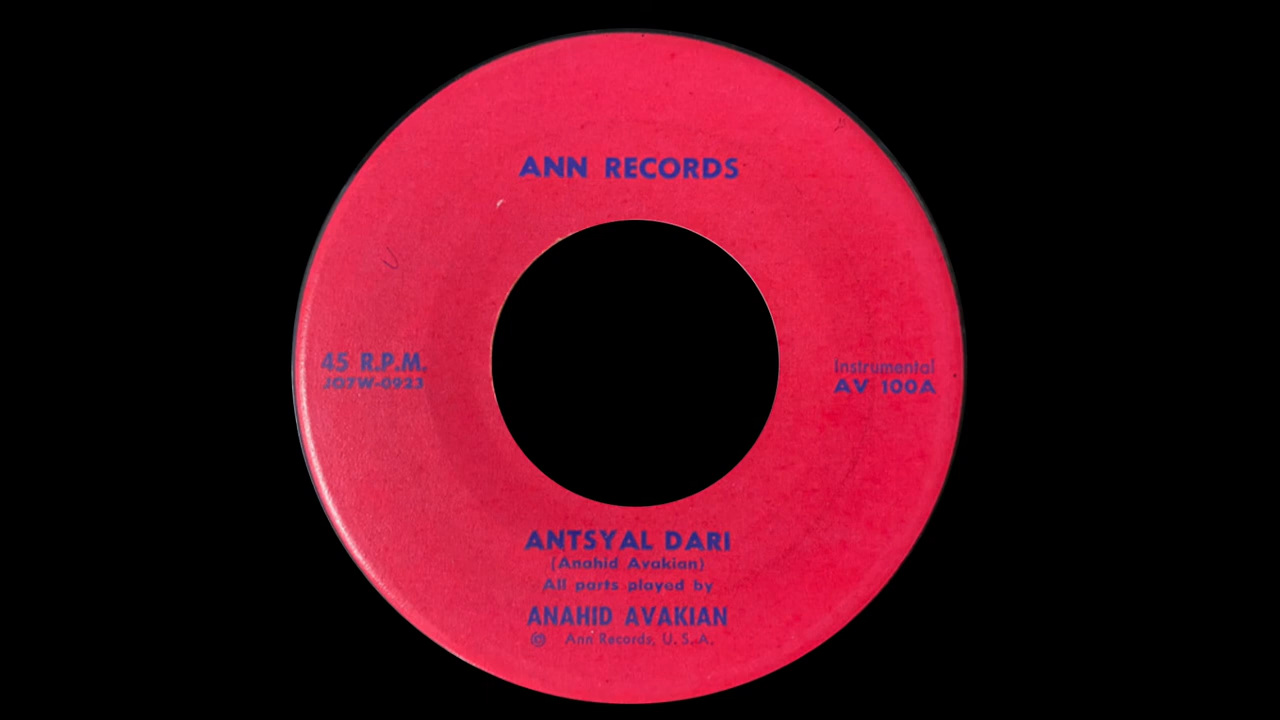 ANN RECORDS
45 R.P.M.
JO7W-0923
Instrumental
AV 100A
ANTSYAL DARI
(Anahid Avakian)
All parts played by
ANAHID AVAKIAN
© Ann Records, U.S.A.